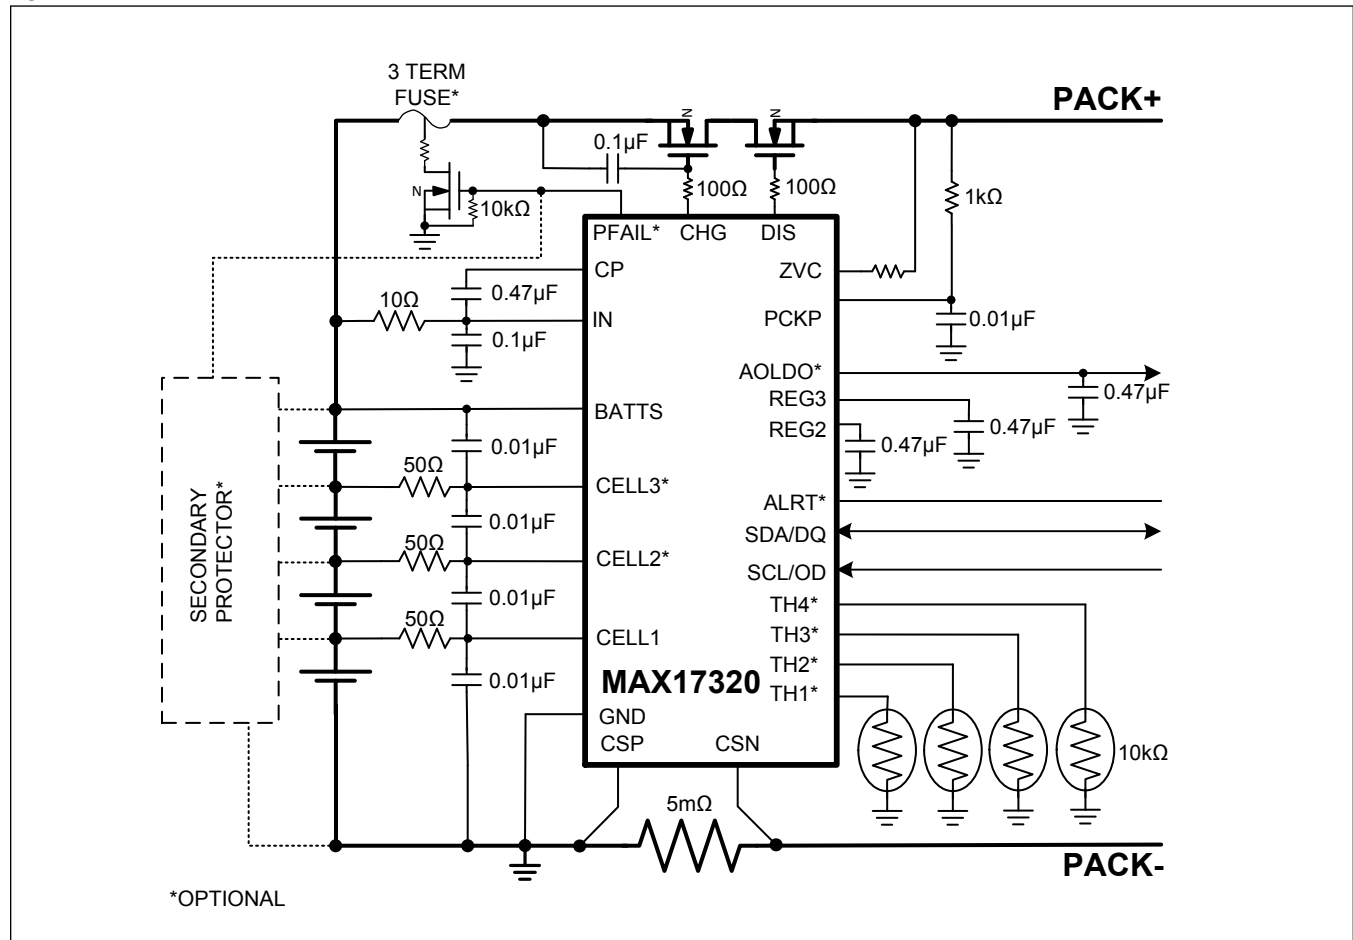 3 TERM
FUSE*
PACK+
N
N
0.1µF
100Ω
100Ω
1kΩ
N
10kΩ
PFAIL*
CHG
DIS
CP
ZVC
0.47µF
10Ω
IN
PCKP
0.01µF
0.1µF
AOLDO*
0.47µF
REG3
BATTS
REG2
0.47µF
0.47µF
0.01µF
50Ω
CELL3*
ALRT*
SECONDARY
PROTECTOR*
0.01µF
SDA/DQ
50Ω
CELL2*
SCL/OD
0.01µF
TH4*
50Ω
CELL1
TH3*
TH2*
0.01µF
MAX17320
TH1*
GND
CSP
CSN
10kΩ
5mΩ
PACK-
*OPTIONAL